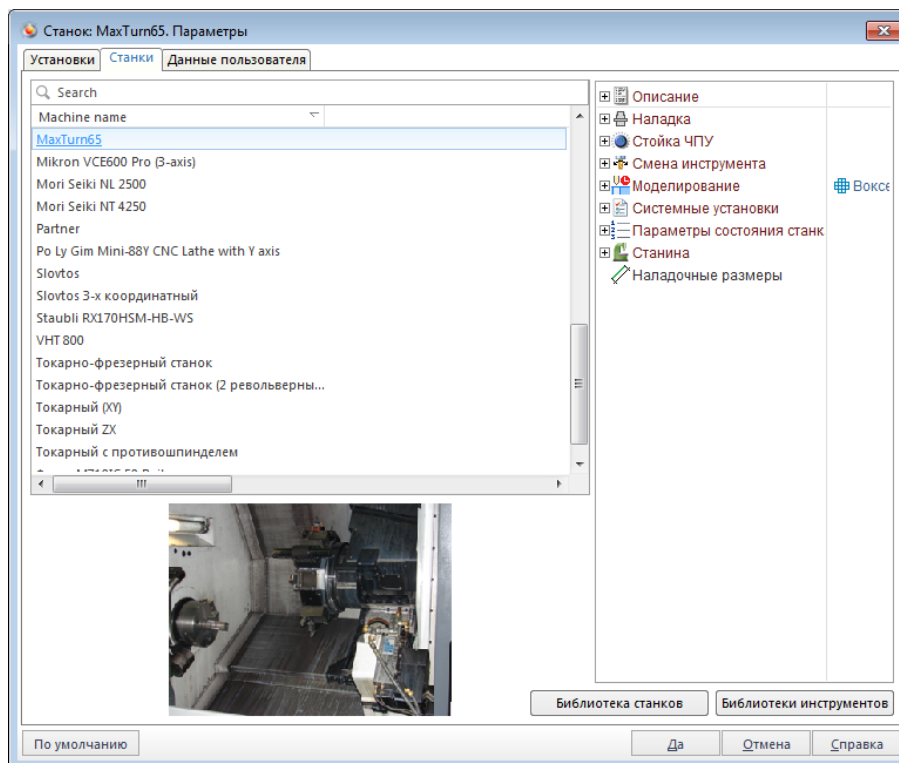 Станок: MaxTurn65. Параметры
Установки Станки Данные пользователя
Search
Machine name
MaxTurn65
Mikron VCE600 Pro (3-axis)
Mori Seiki NL 2500
Mori Seiki NT 4250
Partner
Po Ly Gim Mini-88Y CNC Lathe with Y axis
Slovtos
Slovtos 3-х координатный
Staubli RX170HSM-HB-WS
VHT 800
Токарно-фрезерный станок
Токарно-фрезерный станок (2 револьверны...
Токарный (XY)
Токарный ZX
Токарный с противошпинделем
Описание
Наладка
Стойка ЧПУ
Смена инструмента
Моделирование Воксе
Системные установки
Параметры состояния станк
Станина
Наладочные размеры
Библиотека станков Библиотеки инструментов
По умолчанию Да Отмена Справка